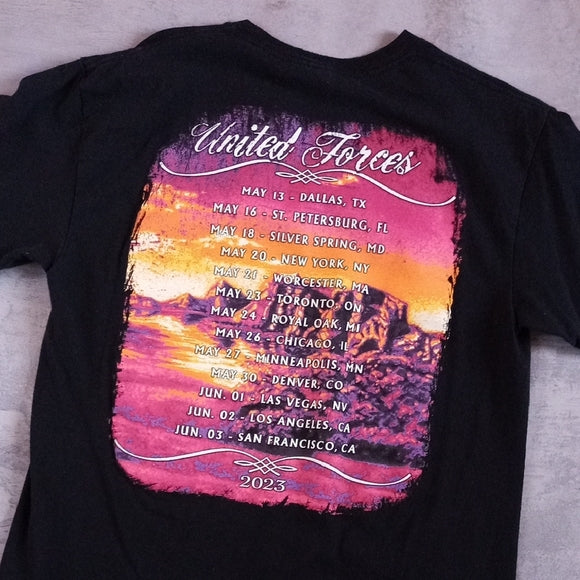 United Forces
MAY 13 - DALLAS, TX
MAY 16 - ST. PETERSBURG, FL
MAY 18 - SILVER SPRING, MD
MAY 20 - NEW YORK, NY
MAY 21 - WORCESTER, MA
MAY 23 - TORONTO, ON
MAY 24 - ROYAL OAK, MI
MAY 26 - CHICAGO, IL
MAY 27 - MINNEAPOLIS, MN
MAY 30 - DENVER, CO
JUN. 01 - LAS VEGAS, NV
JUN. 02 - LOS ANGELES, CA
JUN. 03 - SAN FRANCISCO, CA
2023